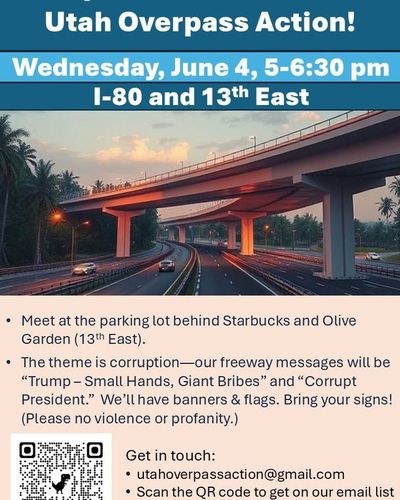 Utah Overpass Action!
Wednesday, June 4, 5-6:30 pm
I-80 and 13th East
• Meet at the parking lot behind Starbucks and Olive
Garden (13th East).
• The theme is corruption—our freeway messages will be
“Trump – Small Hands, Giant Bribes” and “Corrupt
President.” We’ll have banners & flags. Bring your signs!
(Please no violence or profanity.)
Get in touch:
• utahoverpassaction@gmail.com
• Scan the QR code to get on our email list